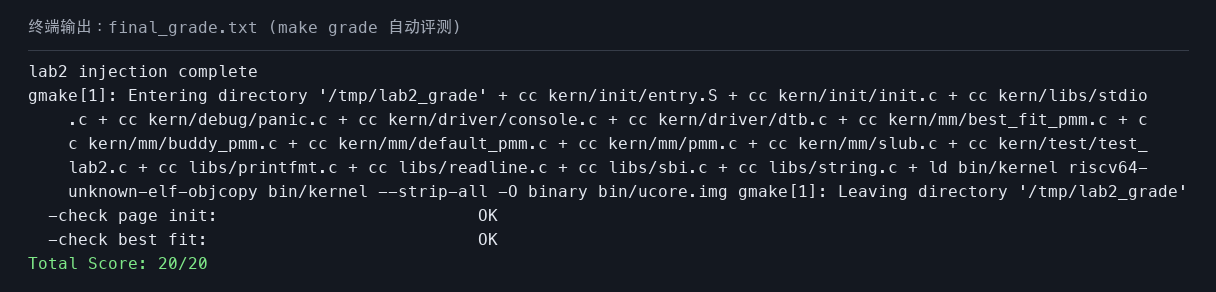 终端输出：final_grade.txt (make grade 自动评测)
lab2 injection complete
gmake[1]: Entering directory '/tmp/lab2_grade' + cc kern/init/entry.S + cc kern/init/init.c + cc kern/libs/stdio
.c + cc kern/debug/panic.c + cc kern/driver/console.c + cc kern/driver/dtb.c + cc kern/mm/best_fit_pmm.c + c
c kern/mm/buddy_pmm.c + cc kern/mm/default_pmm.c + cc kern/mm/pmm.c + cc kern/mm/slub.c + cc kern/test/test_
lab2.c + cc libs/printfmt.c + cc libs/readline.c + cc libs/sbi.c + cc libs/string.c + ld bin/kernel riscv64-
unknown-elf-objcopy bin/kernel --strip-all -O binary bin/ucore.img gmake[1]: Leaving directory '/tmp/lab2_grade'
-check page init: OK
-check best fit: OK
Total Score: 20/20